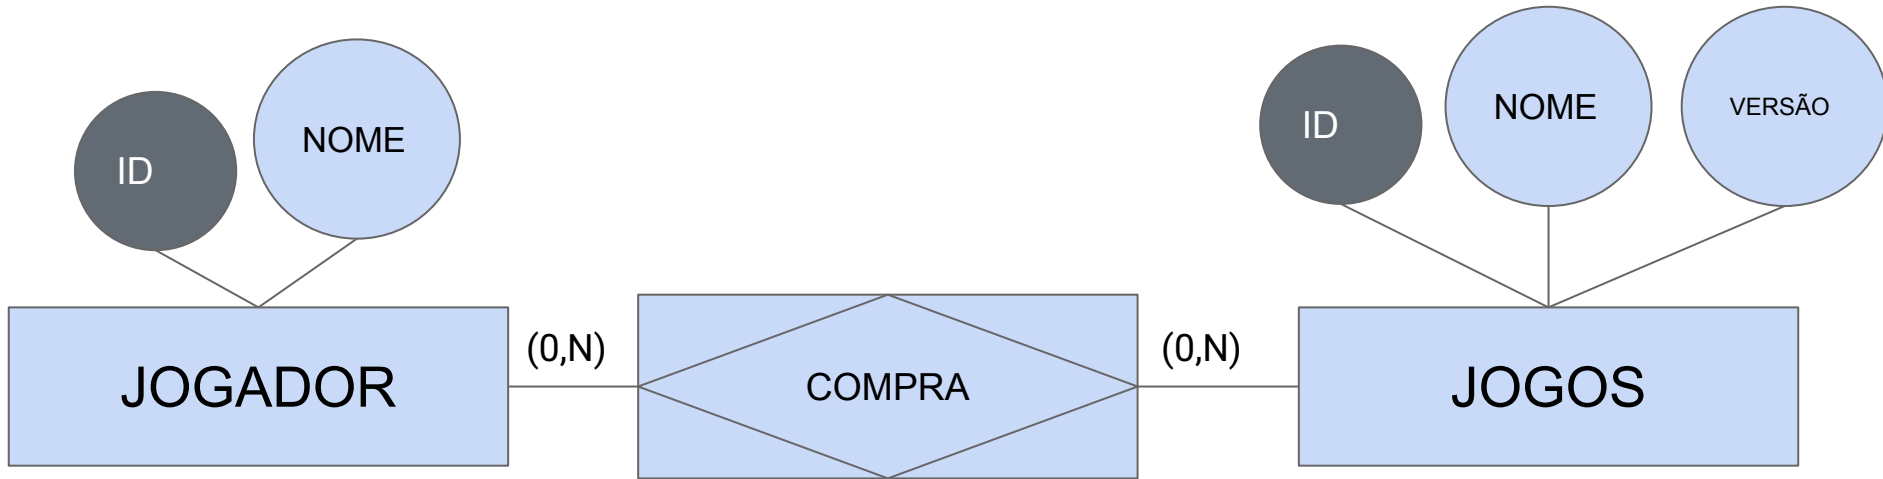 ID
NOME
ID
NOME
VERSÃO
JOGADOR
(0,N)
COMPRA
(0,N)
JOGOS